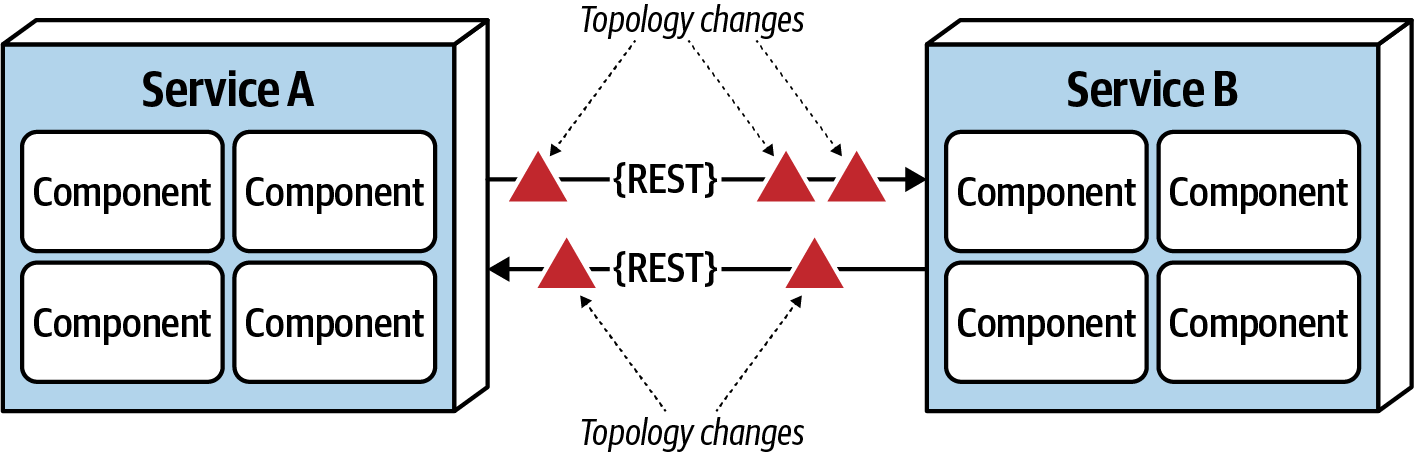 Topology changes
Service A
Service B
Component
Component
Component
Component
{REST}
{REST}
Component
Component
Component
Component
Topology changes